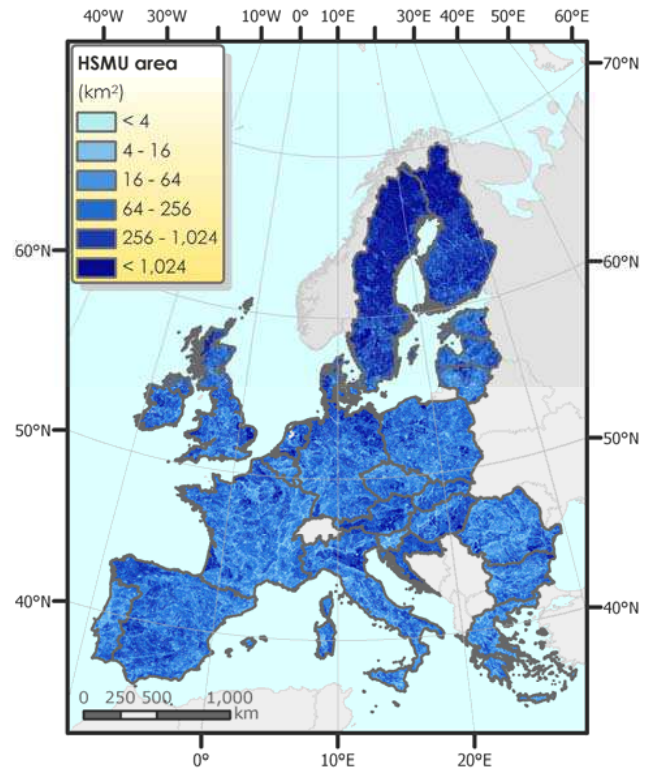 40°W 30°W 10°W 0° 10°E 30°E 40°E 50°E 60°E
HSMU area
(km²)
< 4
4 - 16
16 - 64
64 - 256
256 - 1,024
< 1,024
70°N
60°N
60°N
50°N
50°N
40°N
40°N
0 250 500 1,000
km
0° 10°E 20°E